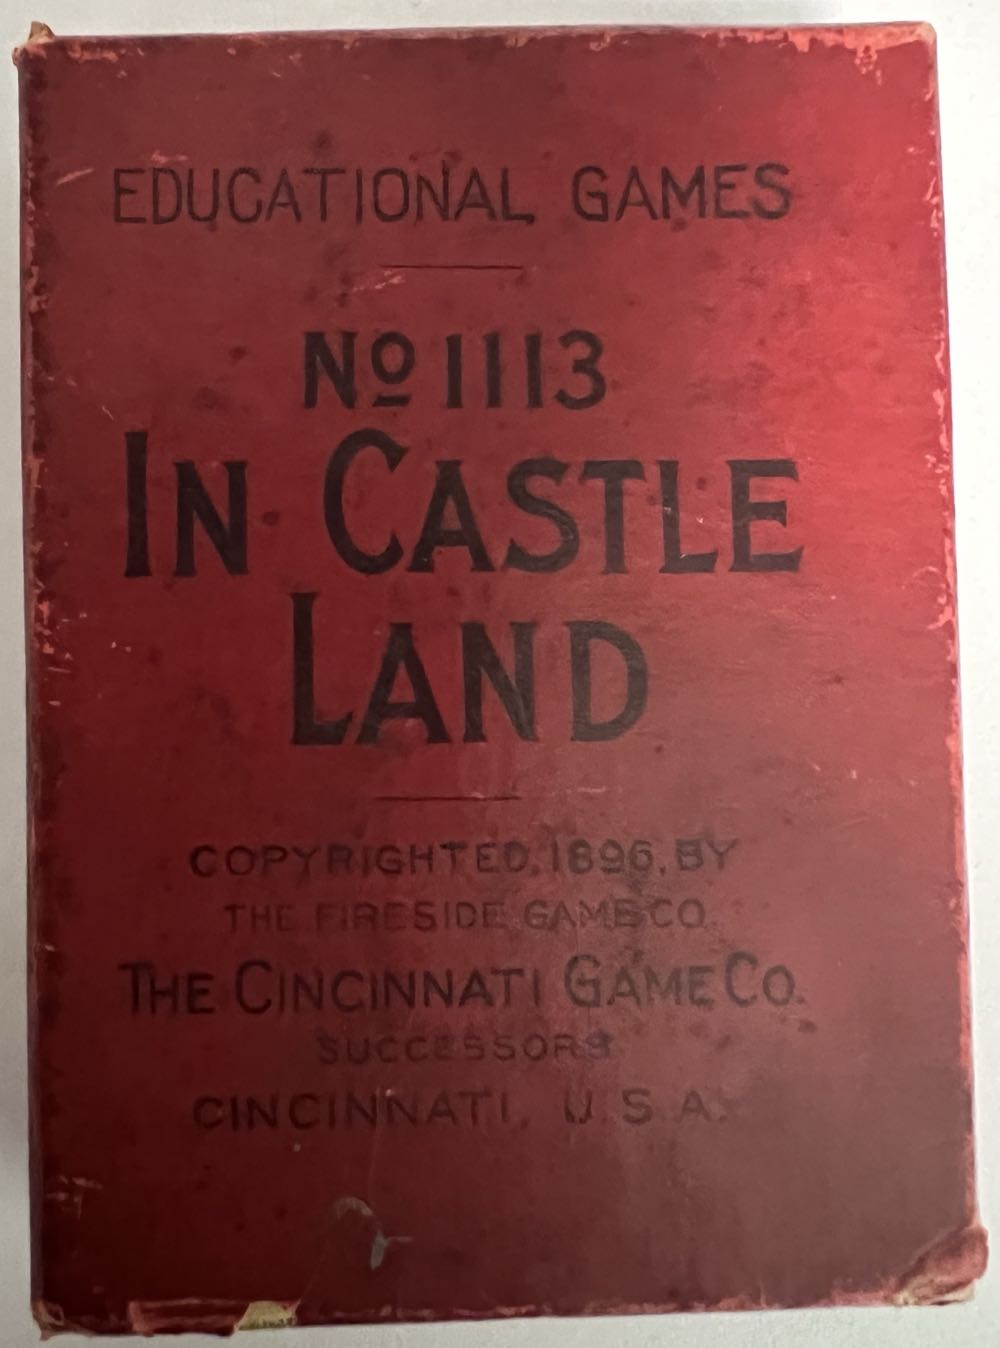 EDUCATIONAL GAMES
No 1113
IN CASTLE
LAND
COPYRIGHTED, 1896, BY
THE FIRESIDE GAME CO.
THE CINCINNATI GAME CO.
SUCCESSORS
CINCINNATI, U.S.A.